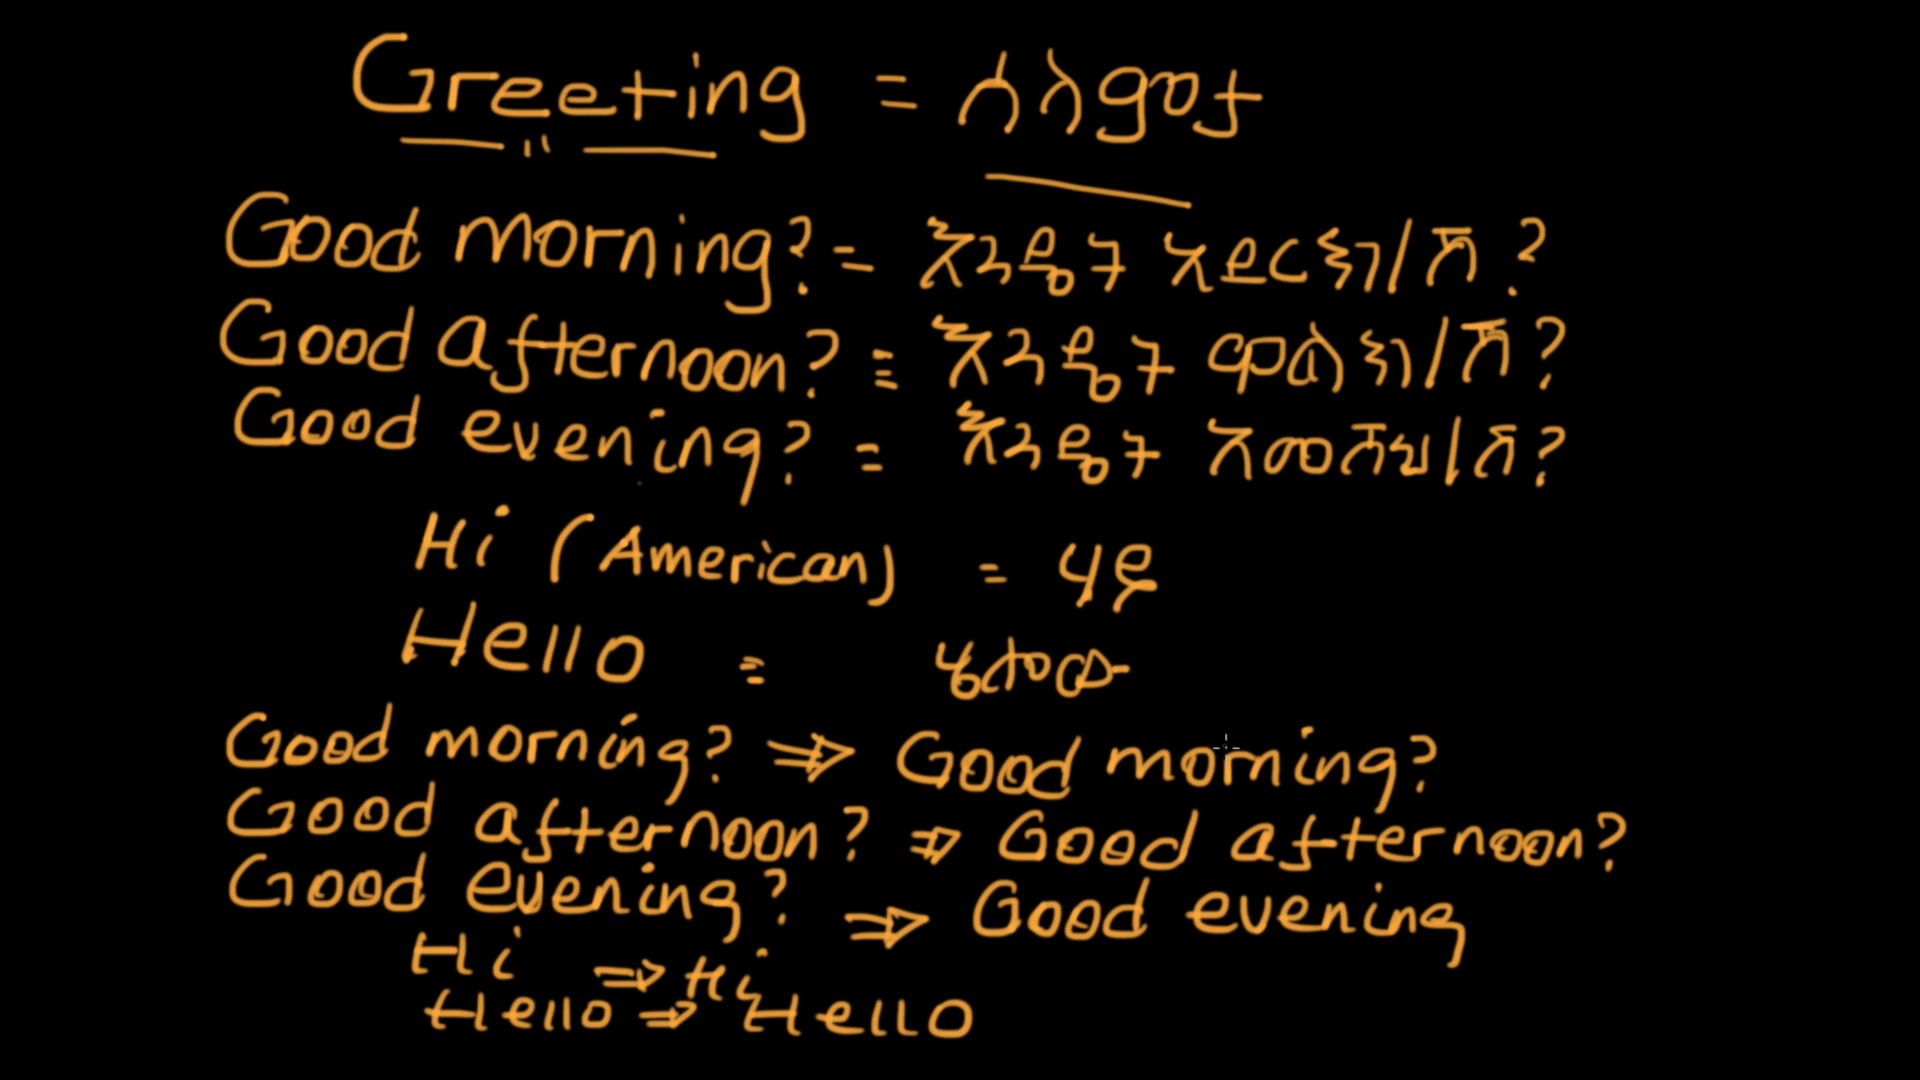 Greeting = ሰላምታ
Good morning? = እንዴት አደርክ/ሽ?
Good afternoon? = እንዴት ዋልክ/ሽ?
Good evening? = እንዴት አመሸህ/ሽ?
Hi (American) = ሃይ
Hello = ሄሎው
Good morning? ⇒ Good morning?
Good afternoon? ⇒ Good afternoon?
Good evening? ⇒ Good evening
Hi ⇒ Hi
Hello ⇒ Hello